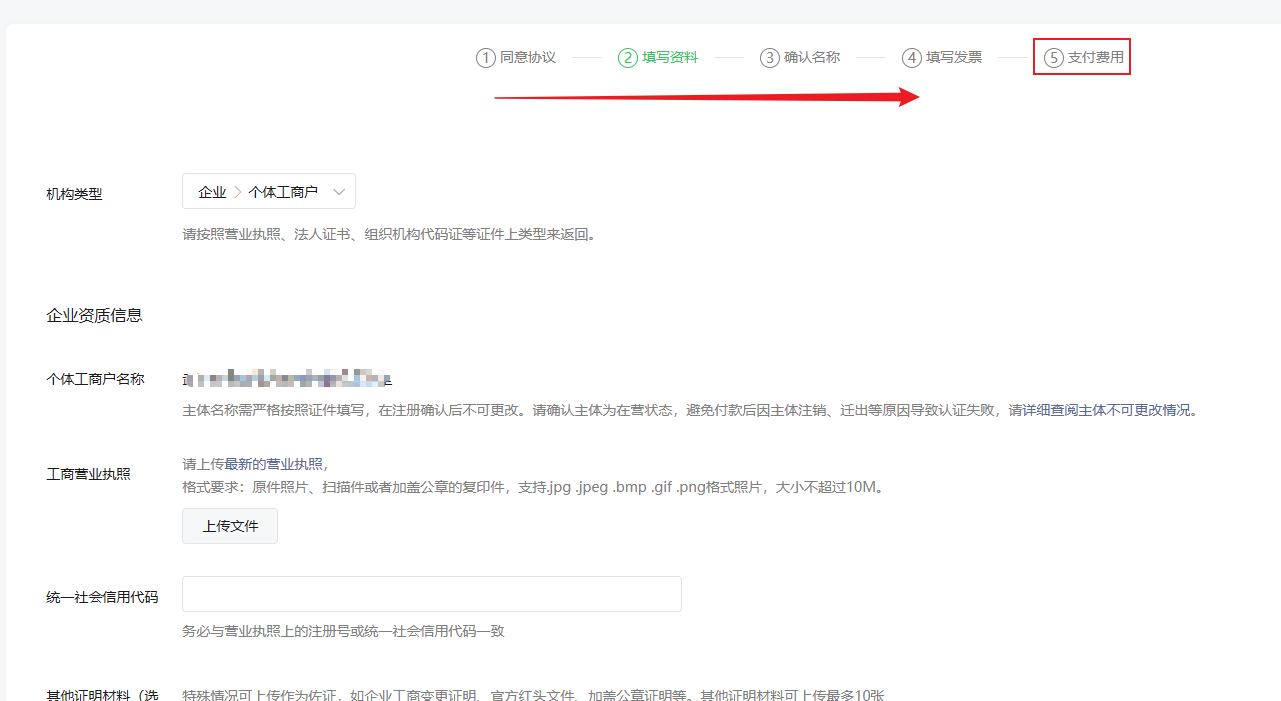 1 同意协议 2 填写资料 3 确认名称 4 填写发票 5 支付费用
机构类型 企业 > 个体工商户
请按照营业执照、法人证书、组织机构代码证等证件上类型来返回。
企业资质信息
个体工商户名称
主体名称需严格按照证件填写，在注册确认后不可更改。请确认主体为在营状态，避免付款后因主体注销、迁出等原因导致认证失败，请详细查阅主体不可更改情况。
工商营业执照 请上传最新的营业执照，
格式要求：原件照片、扫描件或者加盖公章的复印件，支持.jpg .jpeg .bmp .gif .png格式照片，大小不超过10M。
上传文件
统一社会信用代码
务必与营业执照上的注册号或统一社会信用代码一致
其他证明材料（选 特殊情况可上传作为佐证，如企业工商变更证明、官方红头文件、加盖公章证明等。其他证明材料可上传最多10张